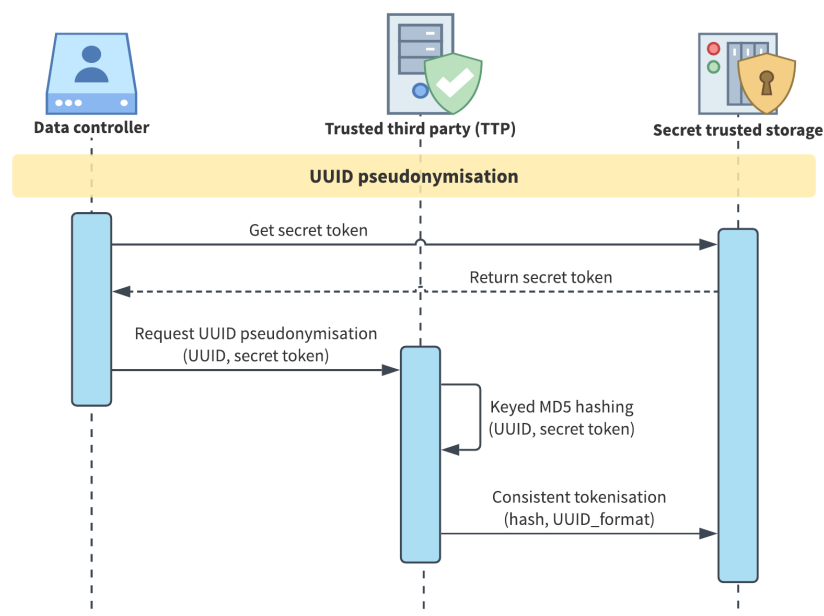 Data controller
Trusted third party (TTP)
Secret trusted storage
UUID pseudonymisation
Get secret token
Return secret token
Request UUID pseudonymisation
(UUID, secret token)
Keyed MD5 hashing
(UUID, secret token)
Consistent tokenisation
(hash, UUID_format)